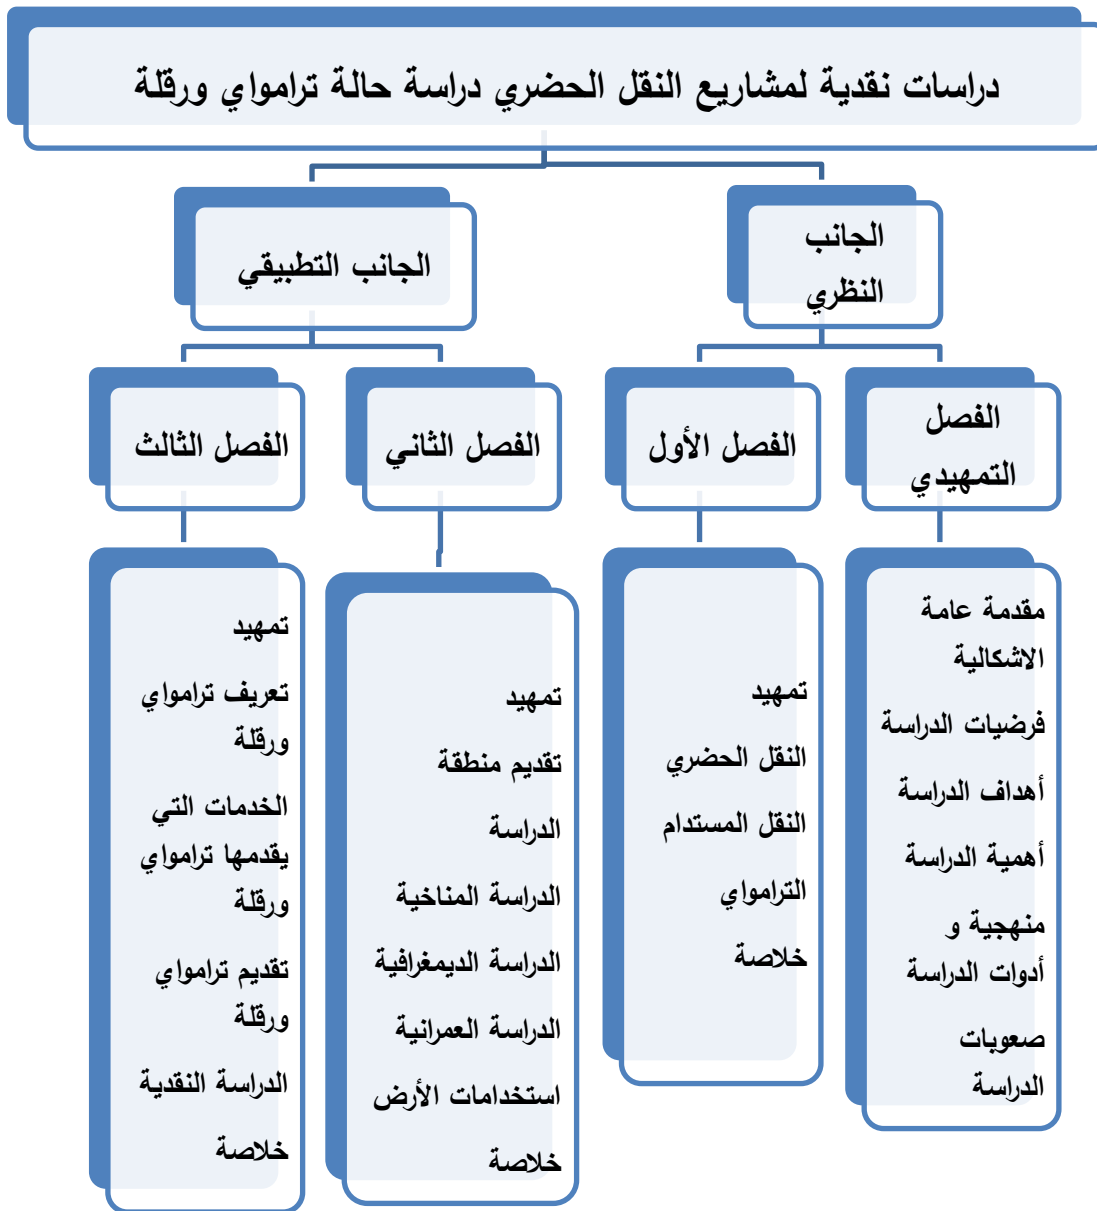 دراسات نقدية لمشاريع النقل الحضري دراسة حالة ترامواي ورقلة
الجانب
النظري
الجانب التطبيقي
الفصل
التمهيدي
الفصل الأول
الفصل الثاني
الفصل الثالث
مقدمة عامة
الاشكالية
فرضيات الدراسة
أهداف الدراسة
أهمية الدراسة
منهجية و
أدوات الدراسة
صعوبات
الدراسة
تمهيد
النقل الحضري
النقل المستدام
الترامواي
خلاصة
تمهيد
تقديم منطقة
الدراسة
الدراسة المناخية
الدراسة الديمغرافية
الدراسة العمرانية
استخدامات الأرض
خلاصة
تمهيد
تعريف ترامواي
ورقلة
الخدمات التي
يقدمها ترامواي
ورقلة
تقديم ترامواي
ورقلة
الدراسة النقدية
خلاصة